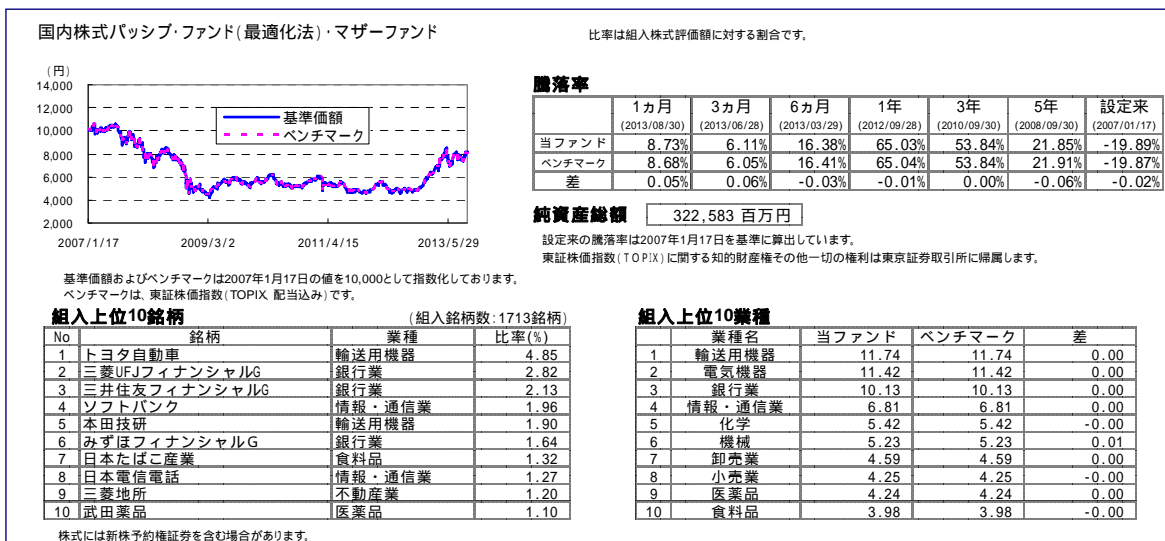 国内株式パッシブ・ファンド(最適化法)・マザーファンド
比率は組入株式評価額に対する割合です。
(円)
14,000
12,000
10,000
8,000
6,000
4,000
2,000
基準価額
ベンチマーク
2007/1/17 2009/3/2 2011/4/15 2013/5/29
基準価額およびベンチマークは2007年1月17日の値を10,000として指数化しております。
ベンチマークは、東証株価指数(TOPIX、配当込み)です。
騰落率
1ヵ月 3ヵ月 6ヵ月 1年 3年 5年 設定来
(2013/08/30) (2013/06/28) (2013/03/29) (2012/09/28) (2010/09/30) (2008/09/30) (2007/01/17)
当ファンド 8.73% 6.11% 16.38% 65.03% 53.84% 21.85% -19.89%
ベンチマーク 8.68% 6.05% 16.41% 65.04% 53.84% 21.91% -19.87%
差 0.05% 0.06% -0.03% -0.01% 0.00% -0.06% -0.02%
純資産総額 322,583 百万円
設定来の騰落率は2007年1月17日を基準に算出しています。
東証株価指数(TOPIX)に関する知的財産権その他一切の権利は東京証券取引所に帰属します。
組入上位10銘柄 (組入銘柄数:1713銘柄)
No 銘柄 業種 比率(%)
1 トヨタ自動車 輸送用機器 4.85
2 三菱UFJフィナンシャルG 銀行業 2.82
3 三井住友フィナンシャルG 銀行業 2.13
4 ソフトバンク 情報・通信業 1.96
5 本田技研 輸送用機器 1.90
6 みずほフィナンシャルG 銀行業 1.64
7 日本たばこ産業 食料品 1.32
8 日本電信電話 情報・通信業 1.27
9 三菱地所 不動産業 1.20
10 武田薬品 医薬品 1.10
株式には新株予約権証券を含む場合があります。
組入上位10業種
業種名 当ファンド ベンチマーク 差
1 輸送用機器 11.74 11.74 0.00
2 電気機器 11.42 11.42 0.00
3 銀行業 10.13 10.13 0.00
4 情報・通信業 6.81 6.81 0.00
5 化学 5.42 5.42 -0.00
6 機械 5.23 5.23 0.01
7 卸売業 4.59 4.59 0.00
8 小売業 4.25 4.25 -0.00
9 医薬品 4.24 4.24 0.00
10 食料品 3.98 3.98 -0.00